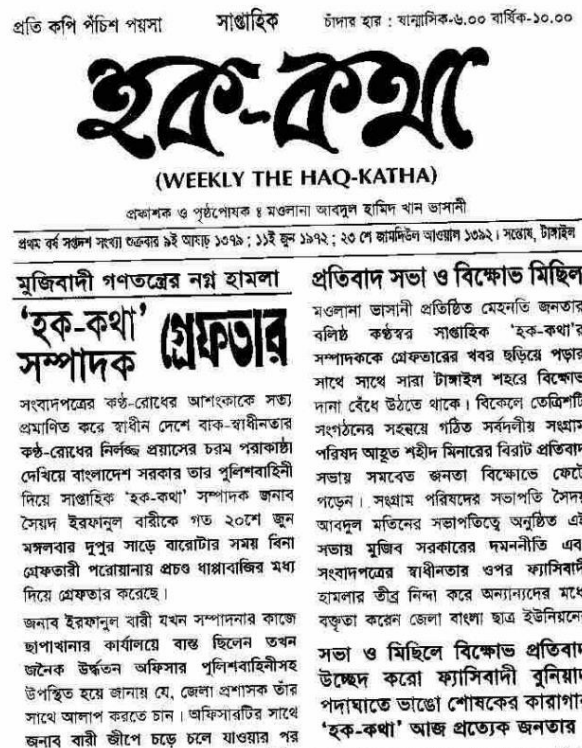 প্রতি কপি পঁচিশ পয়সা
সাপ্তাহিক
চাঁদার হার : ষান্মাসিক-৬.০০ বার্ষিক-১০.০০
হক-কথা
(WEEKLY THE HAQ-KATHA)
প্রকাশক ও পৃষ্ঠপোষক ঃ মওলানা আবদুল হামিদ খান ভাসানী
প্রথম বর্ষ সপ্তদশ সংখ্যা শুক্রবার ৯ই আষাঢ় ১৩৭৯ ; ১১ই জুন ১৯৭২ ; ২৩ শে জামদিউল আওয়াল ১৩৯২। সন্তোষ, টাঙ্গাইল
মুজিবাদী গণতন্ত্রের নগ্ন হামলা
'হক-কথা'
সম্পাদক
গ্রেফতার
সংবাদপত্রের কণ্ঠ-রোধের আশংকাকে সত্য
প্রমাণিত করে স্বাধীন দেশে বাক-স্বাধীনতার
কণ্ঠ-রোধের নির্লজ্জ প্রয়াসের চরম পরাকাষ্ঠা
দেখিয়ে বাংলাদেশ সরকার তার পুলিশবাহিনী
দিয়ে সাপ্তাহিক 'হক-কথা' সম্পাদক জনাব
সৈয়দ ইরফানুল বারীকে গত ২০শে জুন
মঙ্গলবার দুপুর সাড়ে বারোটার সময় বিনা
গ্রেফতারী পরোয়ানায় প্রচণ্ড ধাপ্পাবাজির মধ্য
দিয়ে গ্রেফতার করেছে।
জনাব ইরফানুল বারী যখন সম্পাদনার কাজে
ছাপাখানার কার্যালয়ে ব্যস্ত ছিলেন তখন
জনৈক উর্দ্ধতন অফিসার পুলিশবাহিনীসহ
উপস্থিত হয়ে জানায় যে, জেলা প্রশাসক তাঁর
সাথে আলাপ করতে চান। অফিসারটির সাথে
জনাব বারী জীপে চড়ে চলে যাওয়ার পর
প্রতিবাদ সভা ও বিক্ষোভ মিছিল
মওলানা ভাসানী প্রতিষ্ঠিত মেহনতি জনতার
বলিষ্ঠ কণ্ঠস্বর সাপ্তাহিক 'হক-কথা'র
সম্পাদককে গ্রেফতারের খবর ছড়িয়ে পড়ার
সাথে সাথে সারা টাঙ্গাইল শহরে বিক্ষোভ
দানা বেঁধে উঠতে থাকে। বিকেলে তেত্রিশটি
সংগঠনের সহন্বয়ে গঠিত সর্বদলীয় সংগ্রাম
পরিষদ আহূত শহীদ মিনারের বিরাট প্রতিবাদ
সভায় সমবেত জনতা বিক্ষোভে ফেটে
পড়েন। সংগ্রাম পরিষদের সভাপতি সৈয়দ
আবদুল মতিনের সভাপতিত্বে অনুষ্ঠিত এই
সভায় মুজিব সরকারের দমননীতি এবং
সংবাদপত্রের স্বাধীনতার ওপর ফ্যাসিবাদী
হামলার তীব্র নিন্দা করে অন্যান্যদের মধ্যে
বক্তৃতা করেন জেলা বাংলা ছাত্র ইউনিয়নের
সভা ও মিছিলে বিক্ষোভ প্রতিবাদ
উচ্ছেদ করো ফ্যাসিবাদী বুনিয়াদ
পদাঘাতে ভাঙো শোষকের কারাগার
'হক-কথা' আজ প্রত্যেক জনতার